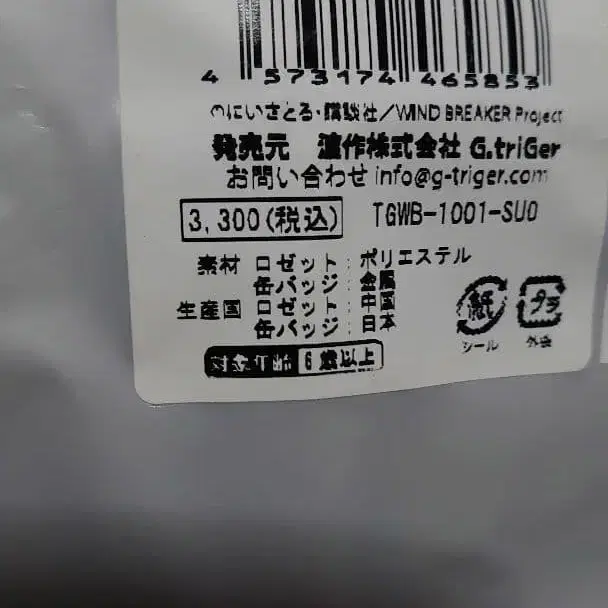 4 573174 465853
©にいさとる・講談社/WIND BREAKER Project
発売元 渡作株式会社 G.triGer
お問い合わせ info@g-triger.com
3,300(税込) TGWB-1001-SUO
素材 ロゼット:ポリエステル
缶バッジ:金属
生産国 ロゼット:中国
缶バッジ:日本
対象年齢 6歳以上
紙 プラ
シール 外袋